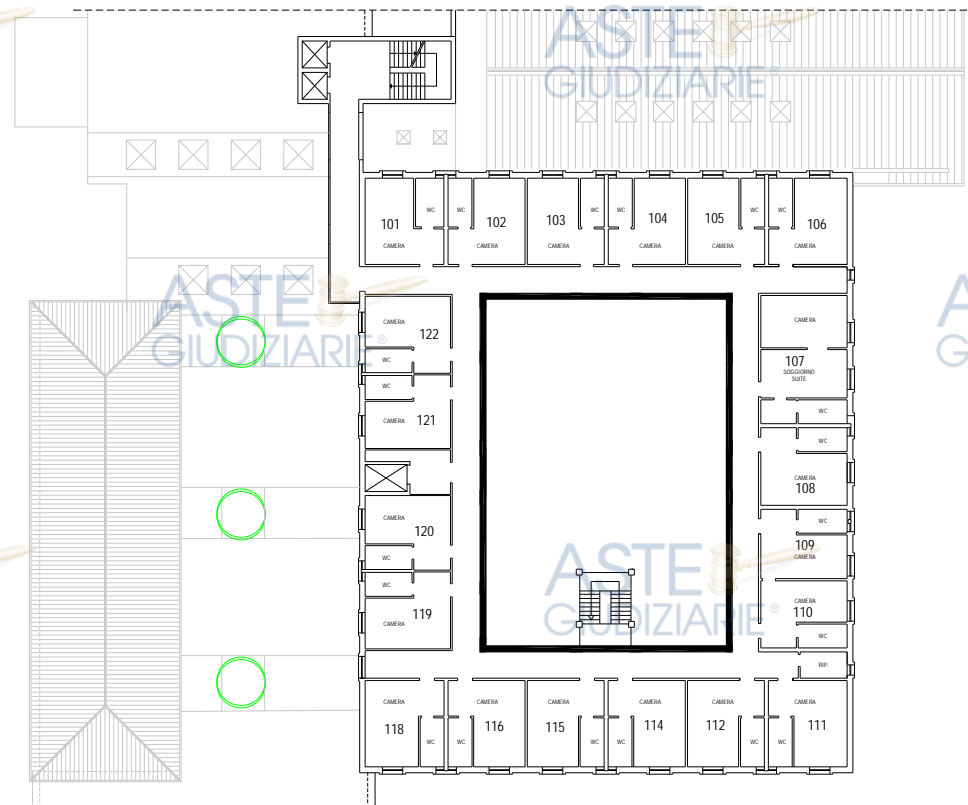 ASTE
GIUDIZIARIE®
101
WC
WC
102
103
WC
WC
104
105
WC
WC
106
CAMERA
CAMERA
CAMERA
CAMERA
CAMERA
CAMERA
ASTE
GIUDIZIARIE®
CAMERA
122
WC
WC
CAMERA
121
CAMERA
120
WC
WC
119
CAMERA
CAMERA
107
SOGGIORNO
SUITE
WC
WC
CAMERA
108
WC
109
CAMERA
CAMERA
110
WC
RIP.
ASTE
GIUDIZIARIE®
CAMERA
CAMERA
CAMERA
CAMERA
CAMERA
CAMERA
118
WC
WC
116
115
WC
WC
114
112
WC
WC
111